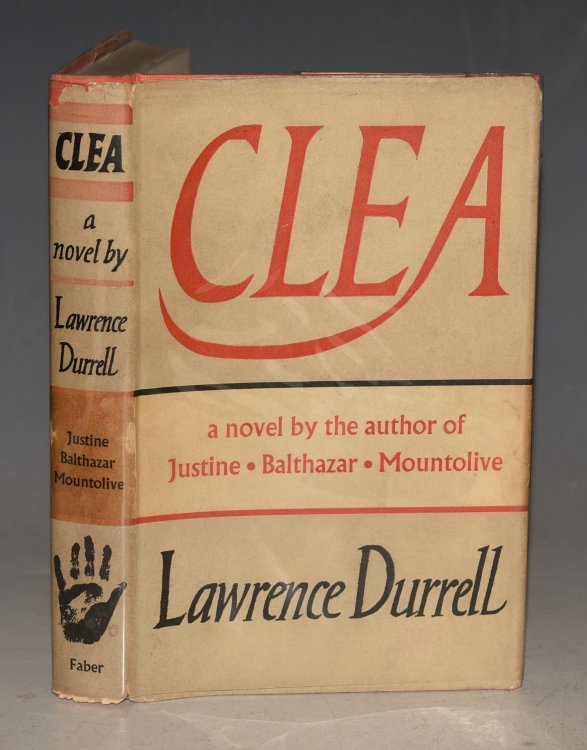 CLEA
a
novel by
Lawrence
Durrell
Justine
Balthazar
Mountolive
Faber
CLEA
a novel by the author of
Justine • Balthazar • Mountolive
Lawrence Durrell